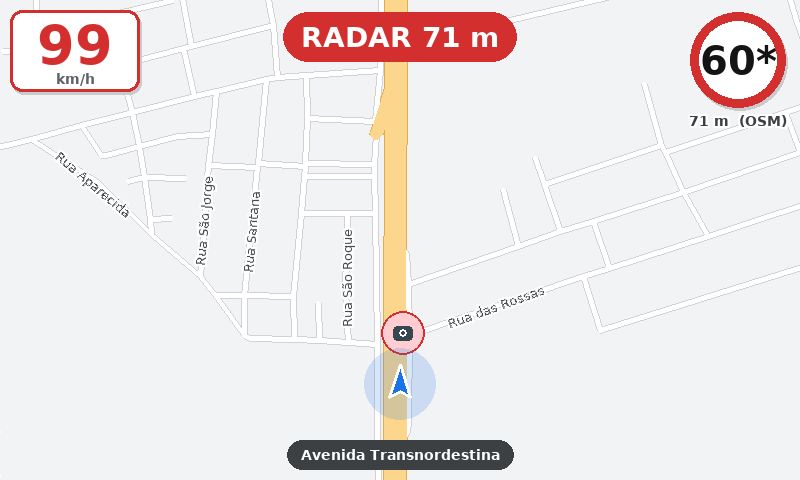 99
km/h
RADAR 71 m
60*
71 m (OSM)
Rua Aparecida
Rua São Jorge
Rua Santana
Rua São Roque
Rua das Rossas
Avenida Transnordestina